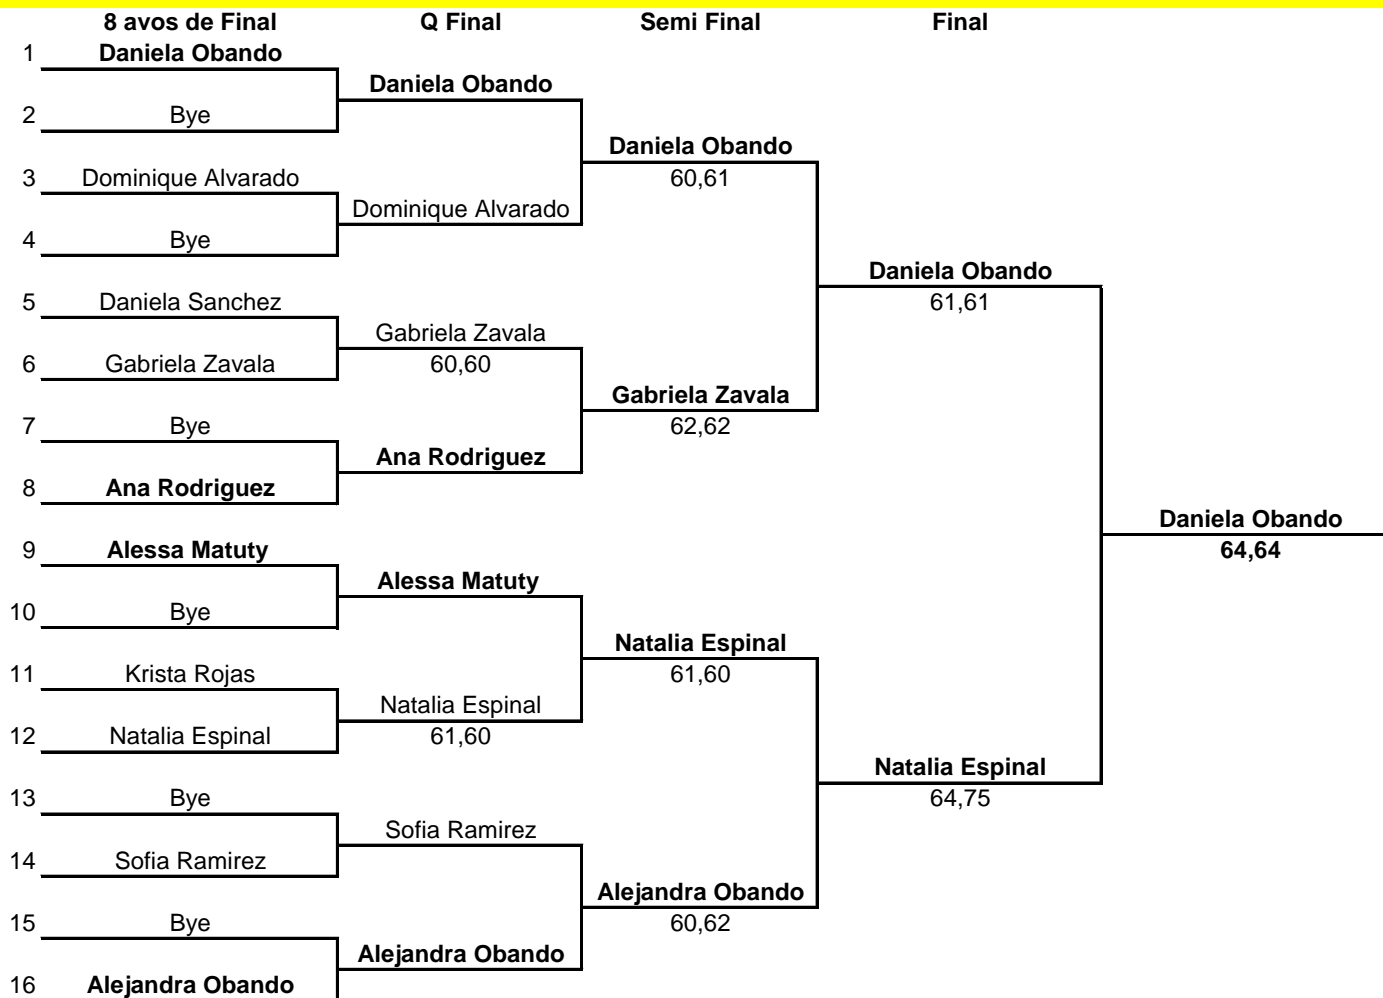 8 avos de Final Q Final Semi Final Final
1 Daniela Obando
Daniela Obando
2 Bye
Daniela Obando
3 Dominique Alvarado 60,61
Dominique Alvarado
4 Bye
Daniela Obando
5 Daniela Sanchez 61,61
Gabriela Zavala
6 Gabriela Zavala 60,60
Gabriela Zavala
7 Bye 62,62
Ana Rodriguez
8 Ana Rodriguez
Daniela Obando
9 Alessa Matuty 64,64
Alessa Matuty
10 Bye
Natalia Espinal
11 Krista Rojas 61,60
Natalia Espinal
12 Natalia Espinal 61,60
Natalia Espinal
13 Bye 64,75
Sofia Ramirez
14 Sofia Ramirez
Alejandra Obando
15 Bye 60,62
Alejandra Obando
16 Alejandra Obando